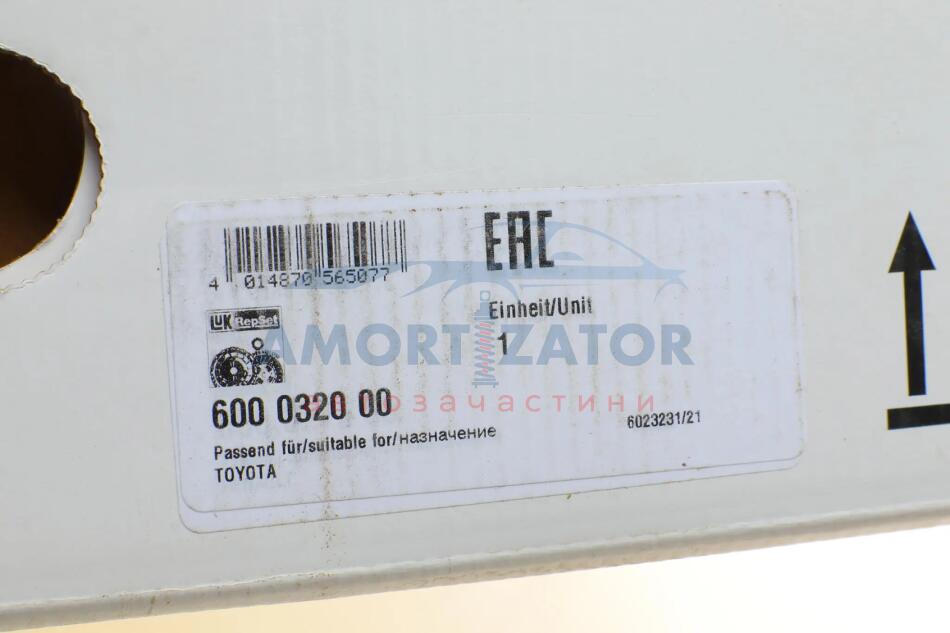 EAC
4 014870 565077
LuK RepSet
Einheit/Unit
1
AMORTIZATOR
автозачастини
600 0320 00
6023231/21
Passend für/suitable for/назначение
TOYOTA